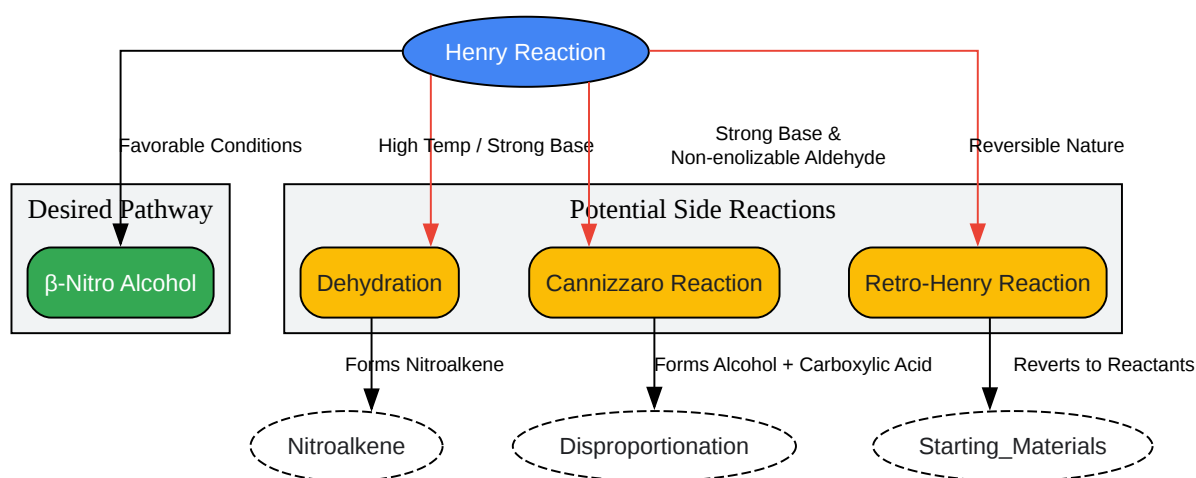 Henry Reaction
Favorable Conditions
High Temp / Strong Base
Strong Base &
Non-enolizable Aldehyde
Reversible Nature
Desired Pathway
Potential Side Reactions
β-Nitro Alcohol
Dehydration
Cannizzaro Reaction
Retro-Henry Reaction
Forms Nitroalkene
Forms Alcohol + Carboxylic Acid
Reverts to Reactants
Nitroalkene
Disproportionation
Starting_Materials